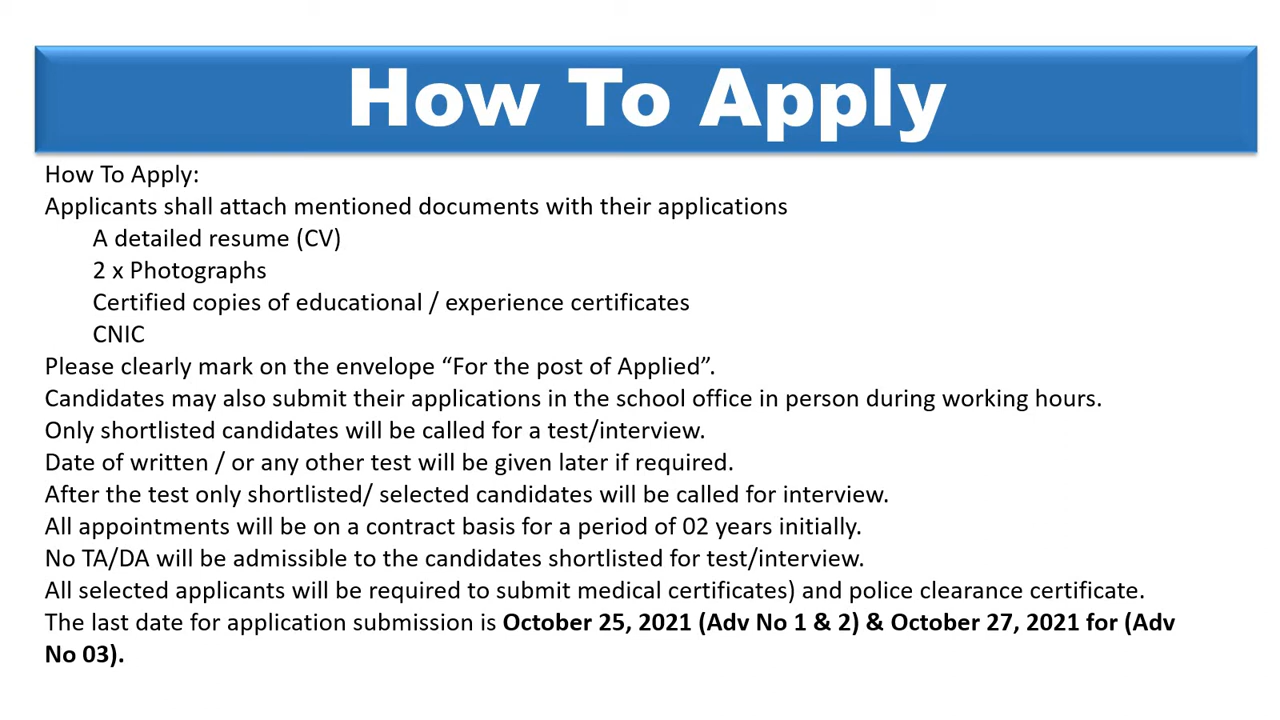 How To Apply
How To Apply:
Applicants shall attach mentioned documents with their applications
A detailed resume (CV)
2 x Photographs
Certified copies of educational / experience certificates
CNIC
Please clearly mark on the envelope “For the post of Applied”.
Candidates may also submit their applications in the school office in person during working hours.
Only shortlisted candidates will be called for a test/interview.
Date of written / or any other test will be given later if required.
After the test only shortlisted/ selected candidates will be called for interview.
All appointments will be on a contract basis for a period of 02 years initially.
No TA/DA will be admissible to the candidates shortlisted for test/interview.
All selected applicants will be required to submit medical certificates) and police clearance certificate.
The last date for application submission is October 25, 2021 (Adv No 1 & 2) & October 27, 2021 for (Adv
No 03).